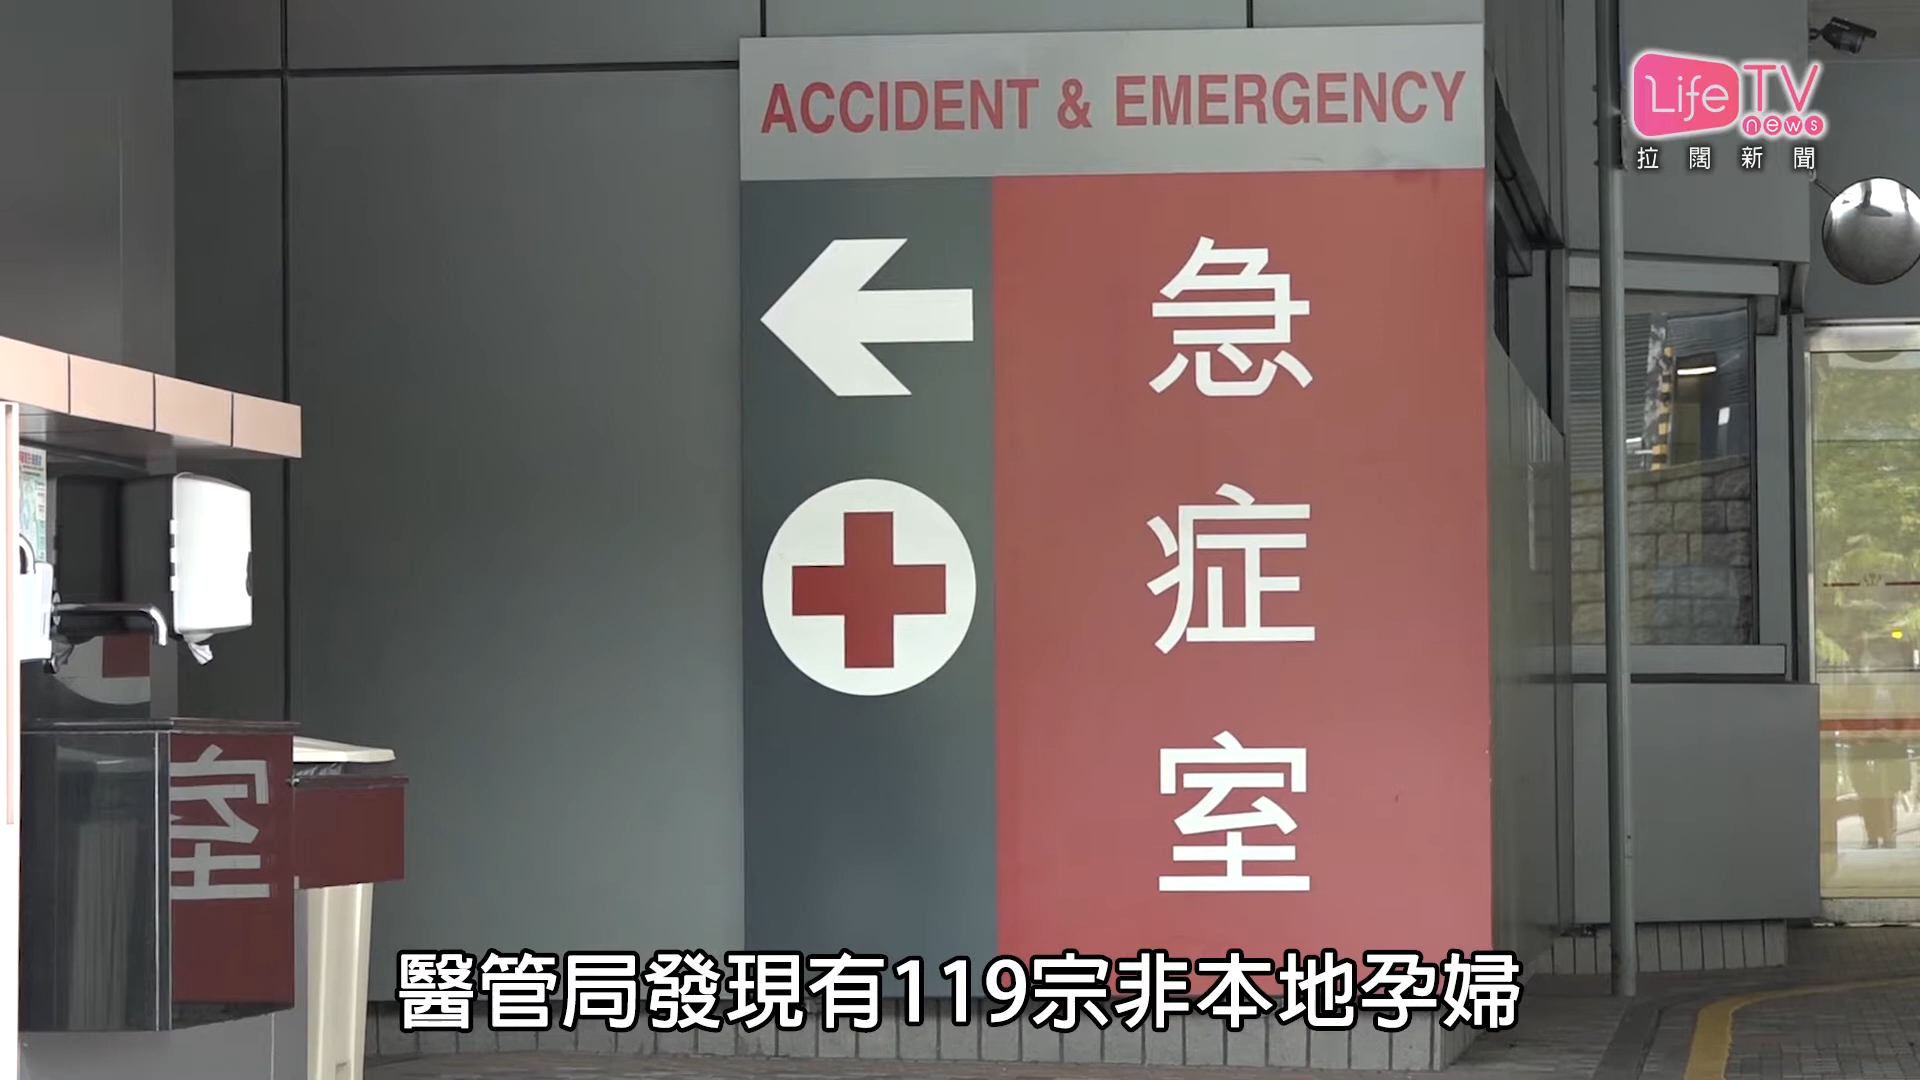 ACCIDENT & EMERGENCY
Life TV
news
拉闊新聞
急
症
室
室
醫管局發現有119宗非本地孕婦